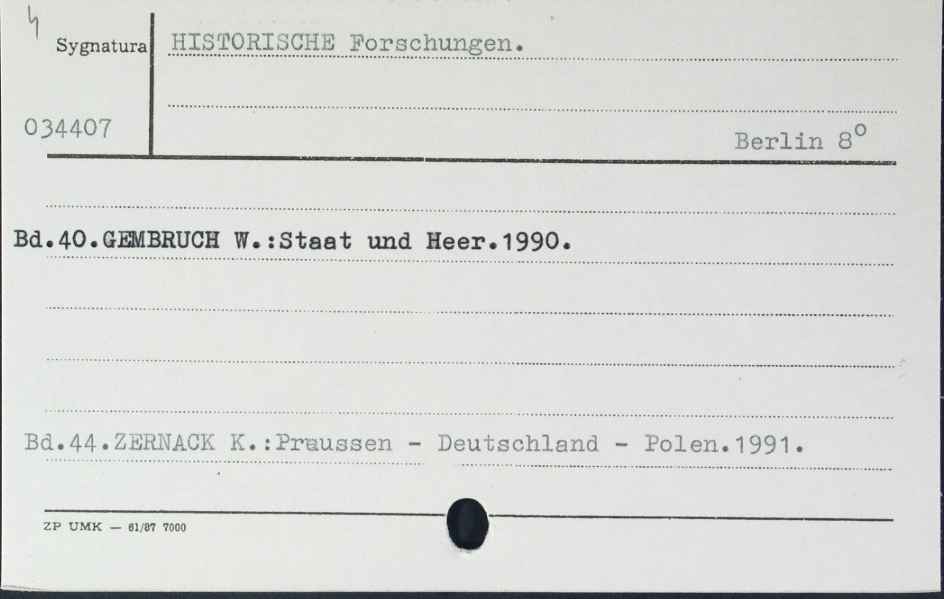 4
Sygnatura HISTORISCHE Forschungen.
034407
Berlin 8°
Bd.40.GEMBRUCH W.:Staat und Heer.1990.
Bd.44.ZERNACK K.:Preussen - Deutschland - Polen.1991.
ZP UMK — 61/87 7000